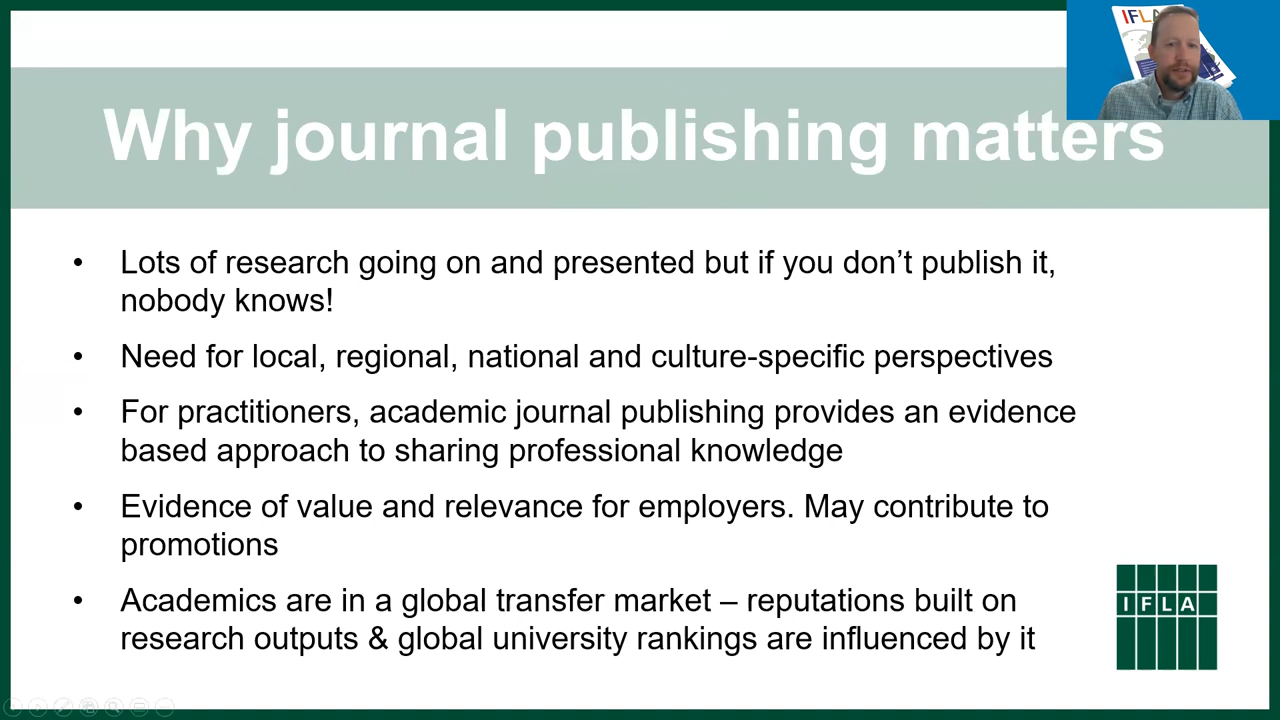 IFLA
Why journal publishing matters
• Lots of research going on and presented but if you don’t publish it,
nobody knows!
• Need for local, regional, national and culture-specific perspectives
• For practitioners, academic journal publishing provides an evidence
based approach to sharing professional knowledge
• Evidence of value and relevance for employers. May contribute to
promotions
• Academics are in a global transfer market – reputations built on
research outputs & global university rankings are influenced by it
IFLA